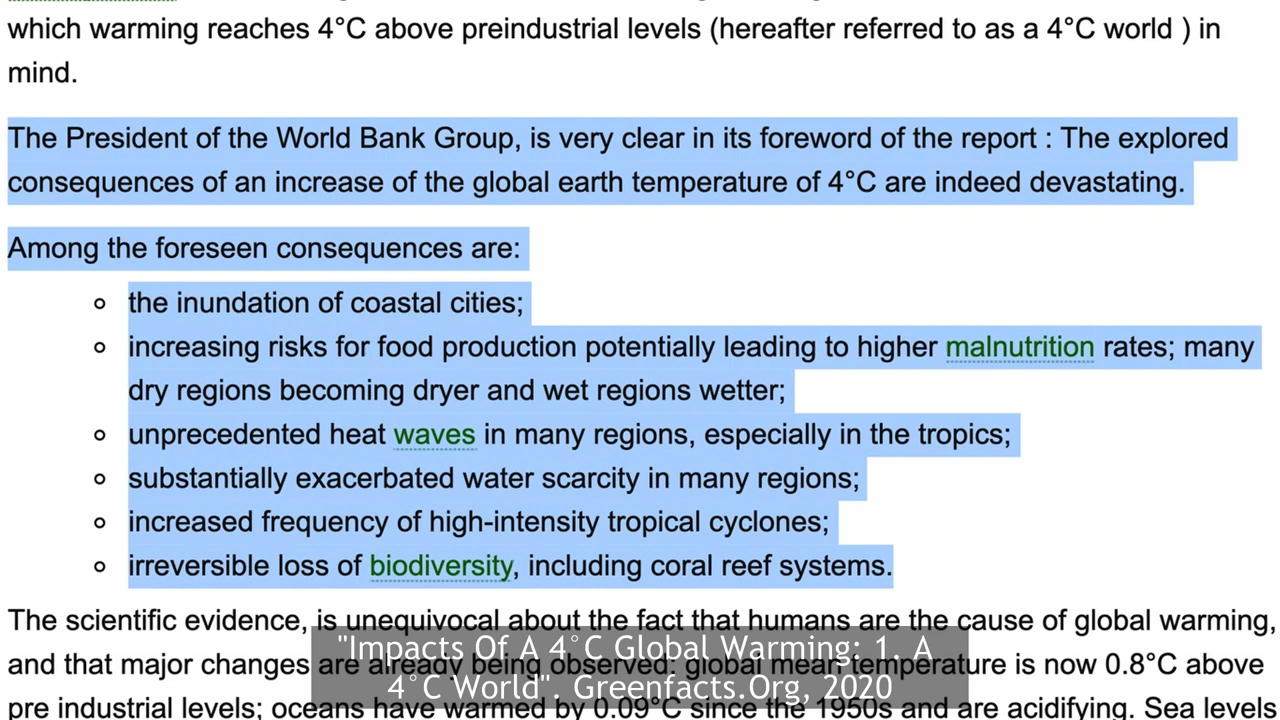 which warming reaches 4°C above preindustrial levels (hereafter referred to as a 4°C world ) in
mind.
The President of the World Bank Group, is very clear in its foreword of the report : The explored
consequences of an increase of the global earth temperature of 4°C are indeed devastating.
Among the foreseen consequences are:
the inundation of coastal cities;
increasing risks for food production potentially leading to higher malnutrition rates; many
dry regions becoming dryer and wet regions wetter;
unprecedented heat waves in many regions, especially in the tropics;
substantially exacerbated water scarcity in many regions;
increased frequency of high-intensity tropical cyclones;
irreversible loss of biodiversity, including coral reef systems.
The scientific evidence, is unequivocal about the fact that humans are the cause of global warming,
and that major changes are already being observed: global mean temperature is now 0.8°C above
pre industrial levels; oceans have warmed by 0.09°C since the 1950s and are acidifying. Sea levels
"Impacts Of A 4°C Global Warming: 1. A
4°C World". Greenfacts.Org, 2020